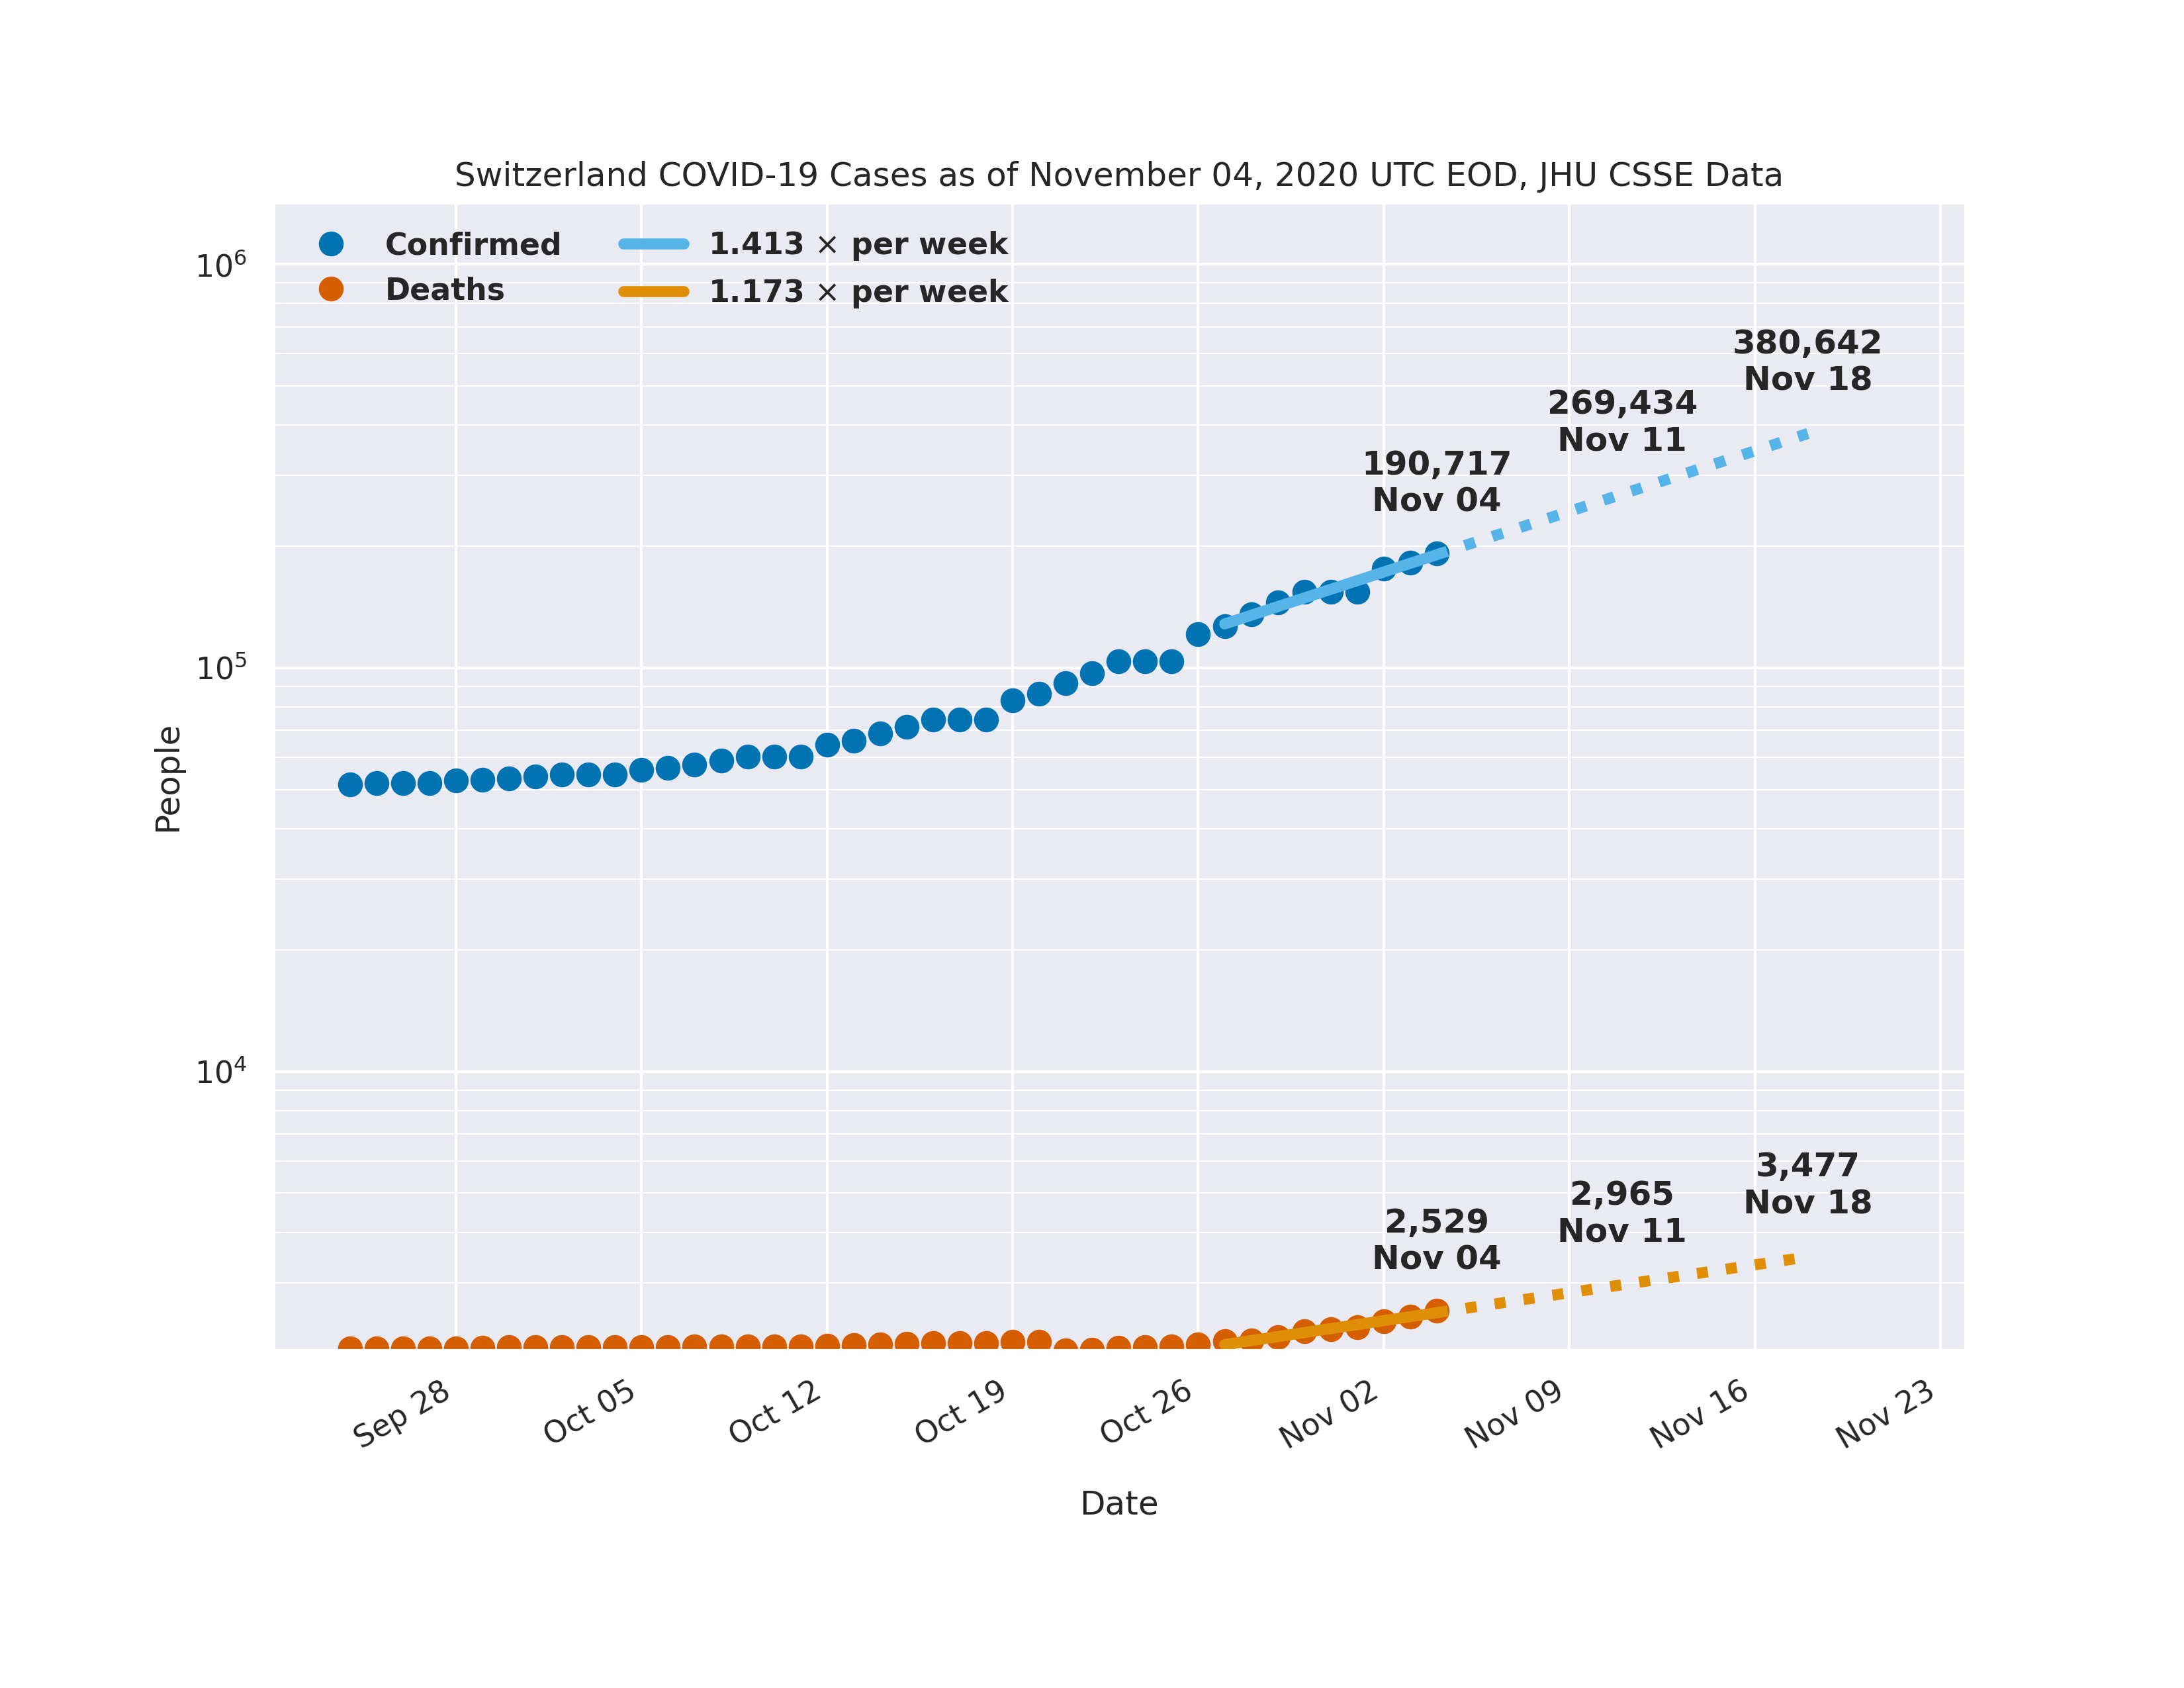 Switzerland COVID-19 Cases as of November 04, 2020 UTC EOD, JHU CSSE Data
Confirmed
Deaths
1.413 × per week
1.173 × per week
10⁶
10⁵
10⁴
People
190,717
Nov 04
269,434
Nov 11
380,642
Nov 18
2,529
Nov 04
2,965
Nov 11
3,477
Nov 18
Sep 28
Oct 05
Oct 12
Oct 19
Oct 26
Nov 02
Nov 09
Nov 16
Nov 23
Date